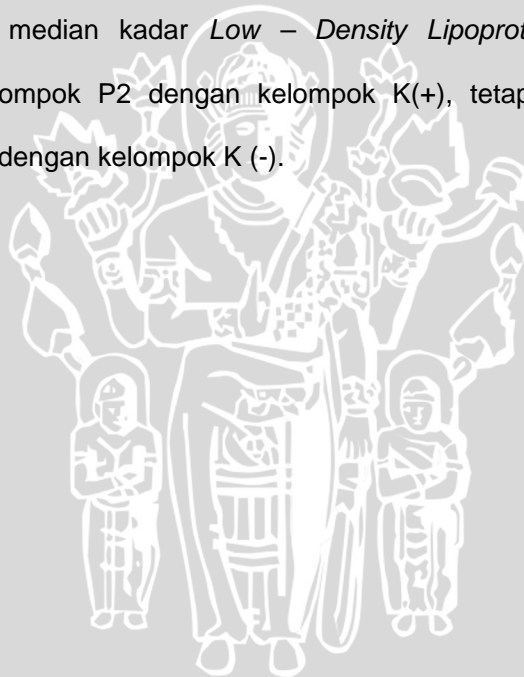 median kadar Low – Density Lipoprot
ompok P2 dengan kelompok K(+), tetap
dengan kelompok K (-).